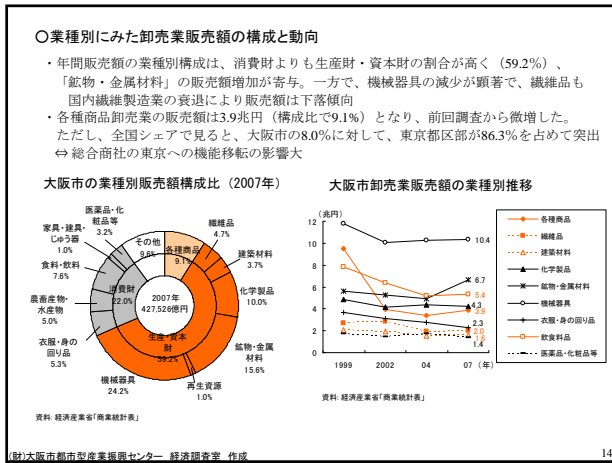 ○業種別にみた卸売業販売額の構成と動向
・年間販売額の業種別構成は、消費財よりも生産財・資本財の割合が高く(59.2%)、
「鉱物・金属材料」の販売額増加が寄与。一方で、機械器具の減少が顕著で、繊維品も
国内繊維製造業の衰退により販売額は下落傾向
・各種商品卸売業の販売額は3.9兆円(構成比で9.1%)となり、前回調査から微増した。
ただし、全国シェアで見ると、大阪市の8.0%に対して、東京都区部が86.3%を占めて突出
⇔ 総合商社の東京への機能移転の影響大
大阪市の業種別販売額構成比(2007年)
医薬品・化
粧品等
3.2%
家具・建具・
じゅう器
1.0%
食料・飲料
7.6%
農畜産物・
水産物
5.0%
衣服・身の
回り品
5.3%
機械器具
24.2%
その他
9.6%
各種商品
9.1%
繊維品
4.7%
建築材料
3.7%
化学製品
10.0%
鉱物・金属
材料
15.6%
再生資源
1.0%
消費財
22.0%
2007年
427,526億円
生産・資本
財
59.2%
資料: 経済産業省「商業統計表」
大阪市卸売業販売額の業種別推移
(兆円)
12
10
8
6
4
2
0
1999
2002
04
07 (年)
10.4
6.7
5.4
4.3
3.9
2.3
2.0
1.6
1.4
各種商品
繊維品
建築材料
化学製品
鉱物・金属材料
機械器具
衣服・身の回り品
飲食料品
医薬品・化粧品等
資料: 経済産業省「商業統計表」
(財)大阪市都市型産業振興センター 経済調査室 作成
14